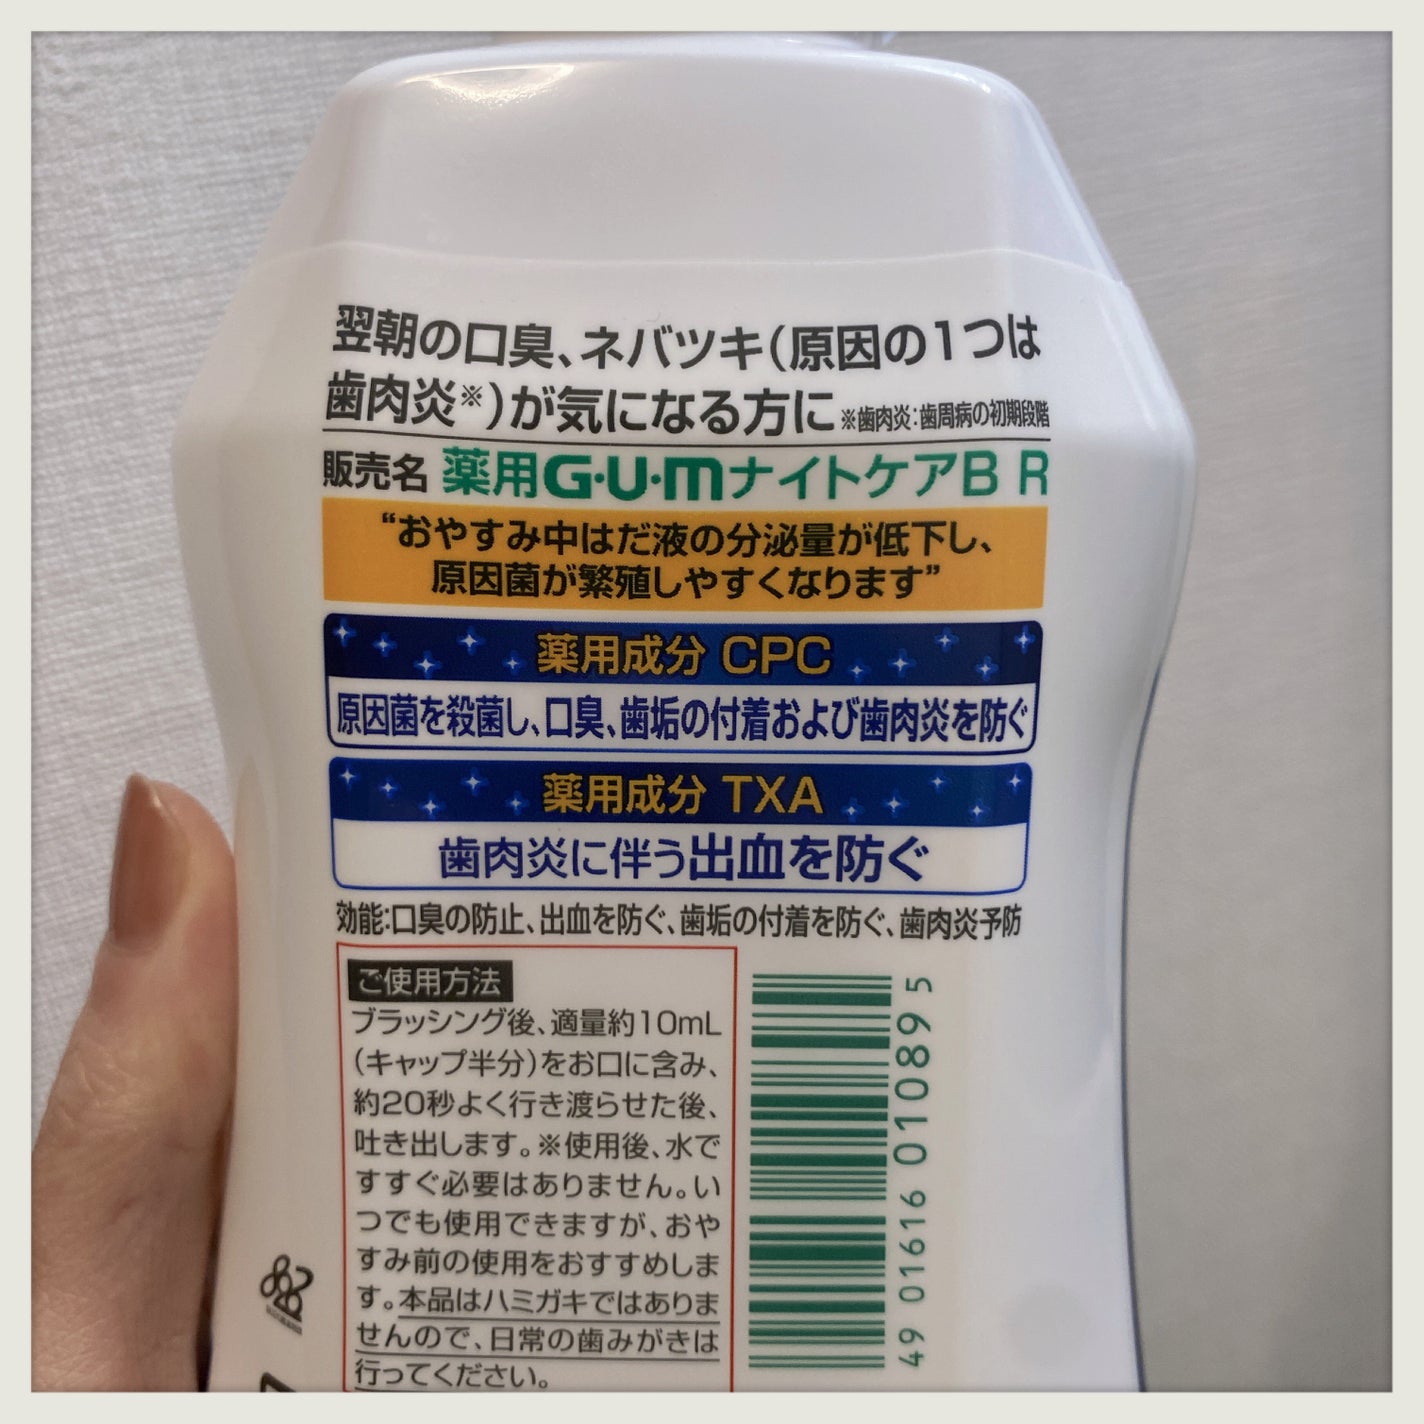 翌朝の口臭、ネバツキ(原因の1つは
歯肉炎※)が気になる方に ※歯肉炎:歯周病の初期段階
販売名 薬用G・U・mナイトケアB R
“おやすみ中はだ液の分泌量が低下し、
原因菌が繁殖しやすくなります”
薬用成分 CPC
原因菌を殺菌し、口臭、歯垢の付着および歯肉炎を防ぐ
薬用成分 TXA
歯肉炎に伴う出血を防ぐ
効能:口臭の防止、出血を防ぐ、歯垢の付着を防ぐ、歯肉炎予防
ご使用方法
ブラッシング後、適量約10mL
(キャップ半分)をお口に含み、
約20秒よく行き渡らせた後、
吐き出します。※使用後、水で
すすぐ必要はありません。い
つでも使用できますが、おや
すみ前の使用をおすすめしま
す。本品はハミガキではありま
せんので、日常の歯みがきは
行ってください。
49 01616 010895